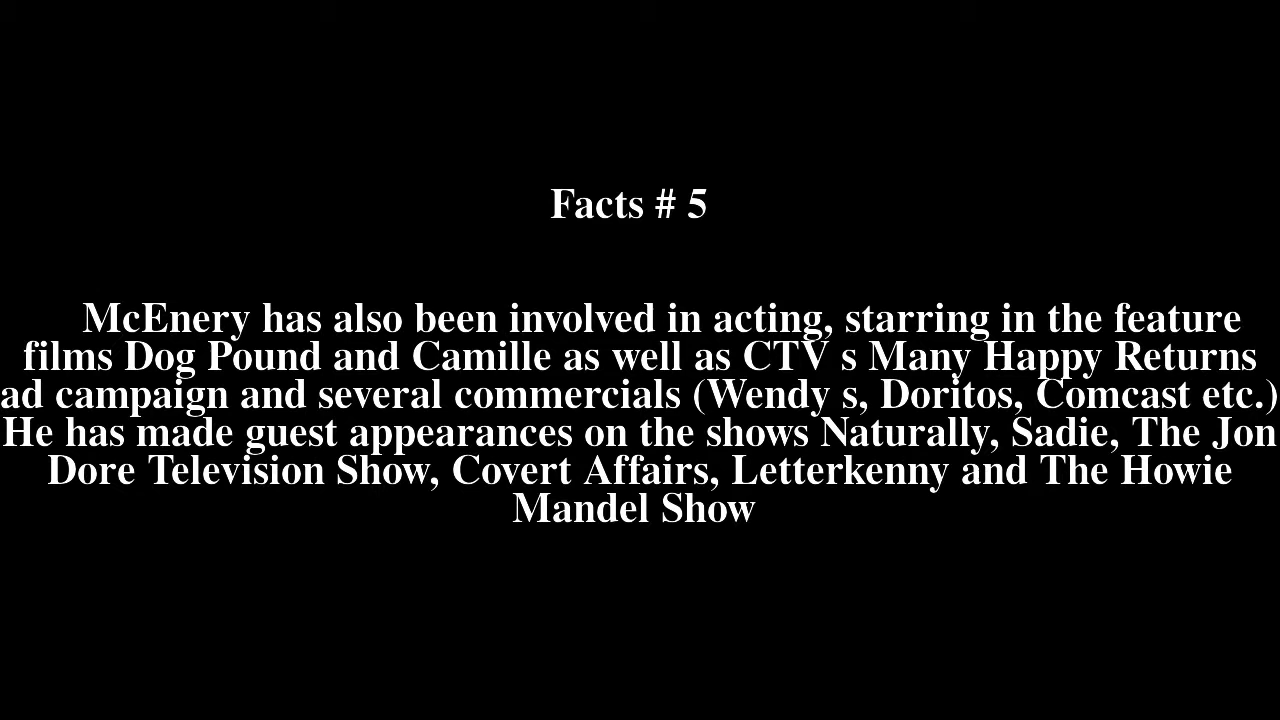 Facts # 5
McEnery has also been involved in acting, starring in the feature
films Dog Pound and Camille as well as CTV s Many Happy Returns
ad campaign and several commercials (Wendy s, Doritos, Comcast etc.)
He has made guest appearances on the shows Naturally, Sadie, The Jon
Dore Television Show, Covert Affairs, Letterkenny and The Howie
Mandel Show